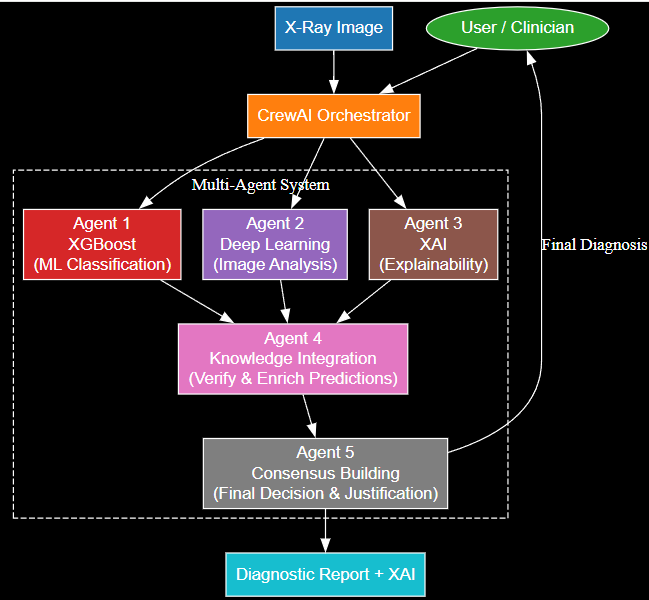 X-Ray Image
User / Clinician
CrewAI Orchestrator
Multi-Agent System
Agent 1
XGBoost
(ML Classification)
Agent 2
Deep Learning
(Image Analysis)
Agent 3
XAI
(Explainability)
Final Diagnosis
Agent 4
Knowledge Integration
(Verify & Enrich Predictions)
Agent 5
Consensus Building
(Final Decision & Justification)
Diagnostic Report + XAI